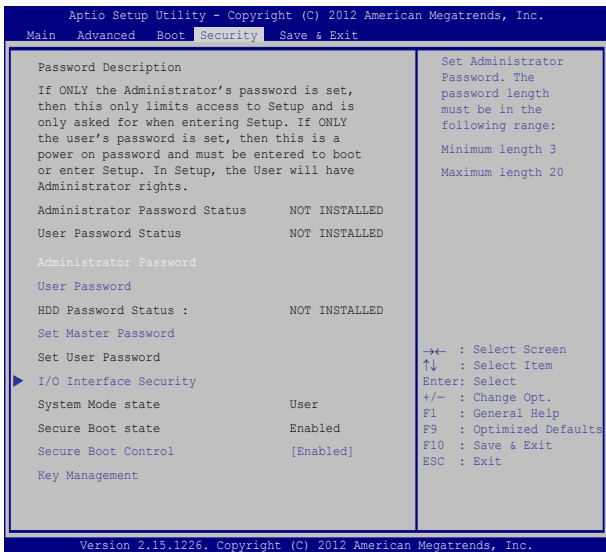 Aptio Setup Utility - Copyright (C) 2012 American Megatrends, Inc.
Main Advanced Boot Security Save & Exit
Password Description
If ONLY the Administrator's password is set,
then this only limits access to Setup and is
only asked for when entering Setup. If ONLY
the user's password is set, then this is a
power on password and must be entered to boot
or enter Setup. In Setup, the User will have
Administrator rights.
Administrator Password Status NOT INSTALLED
User Password Status NOT INSTALLED
Administrator Password
User Password
HDD Password Status : NOT INSTALLED
Set Master Password
Set User Password
I/O Interface Security
System Mode state User
Secure Boot state Enabled
Secure Boot Control [Enabled]
Key Management
Set Administrator
Password. The
password length
must be in the
following range:
Minimum length 3
Maximum length 20
→← : Select Screen
↑↓ : Select Item
Enter: Select
+/— : Change Opt.
F1 : General Help
F9 : Optimized Defaults
F10 : Save & Exit
ESC : Exit
Version 2.15.1226. Copyright (C) 2012 American Megatrends, Inc.